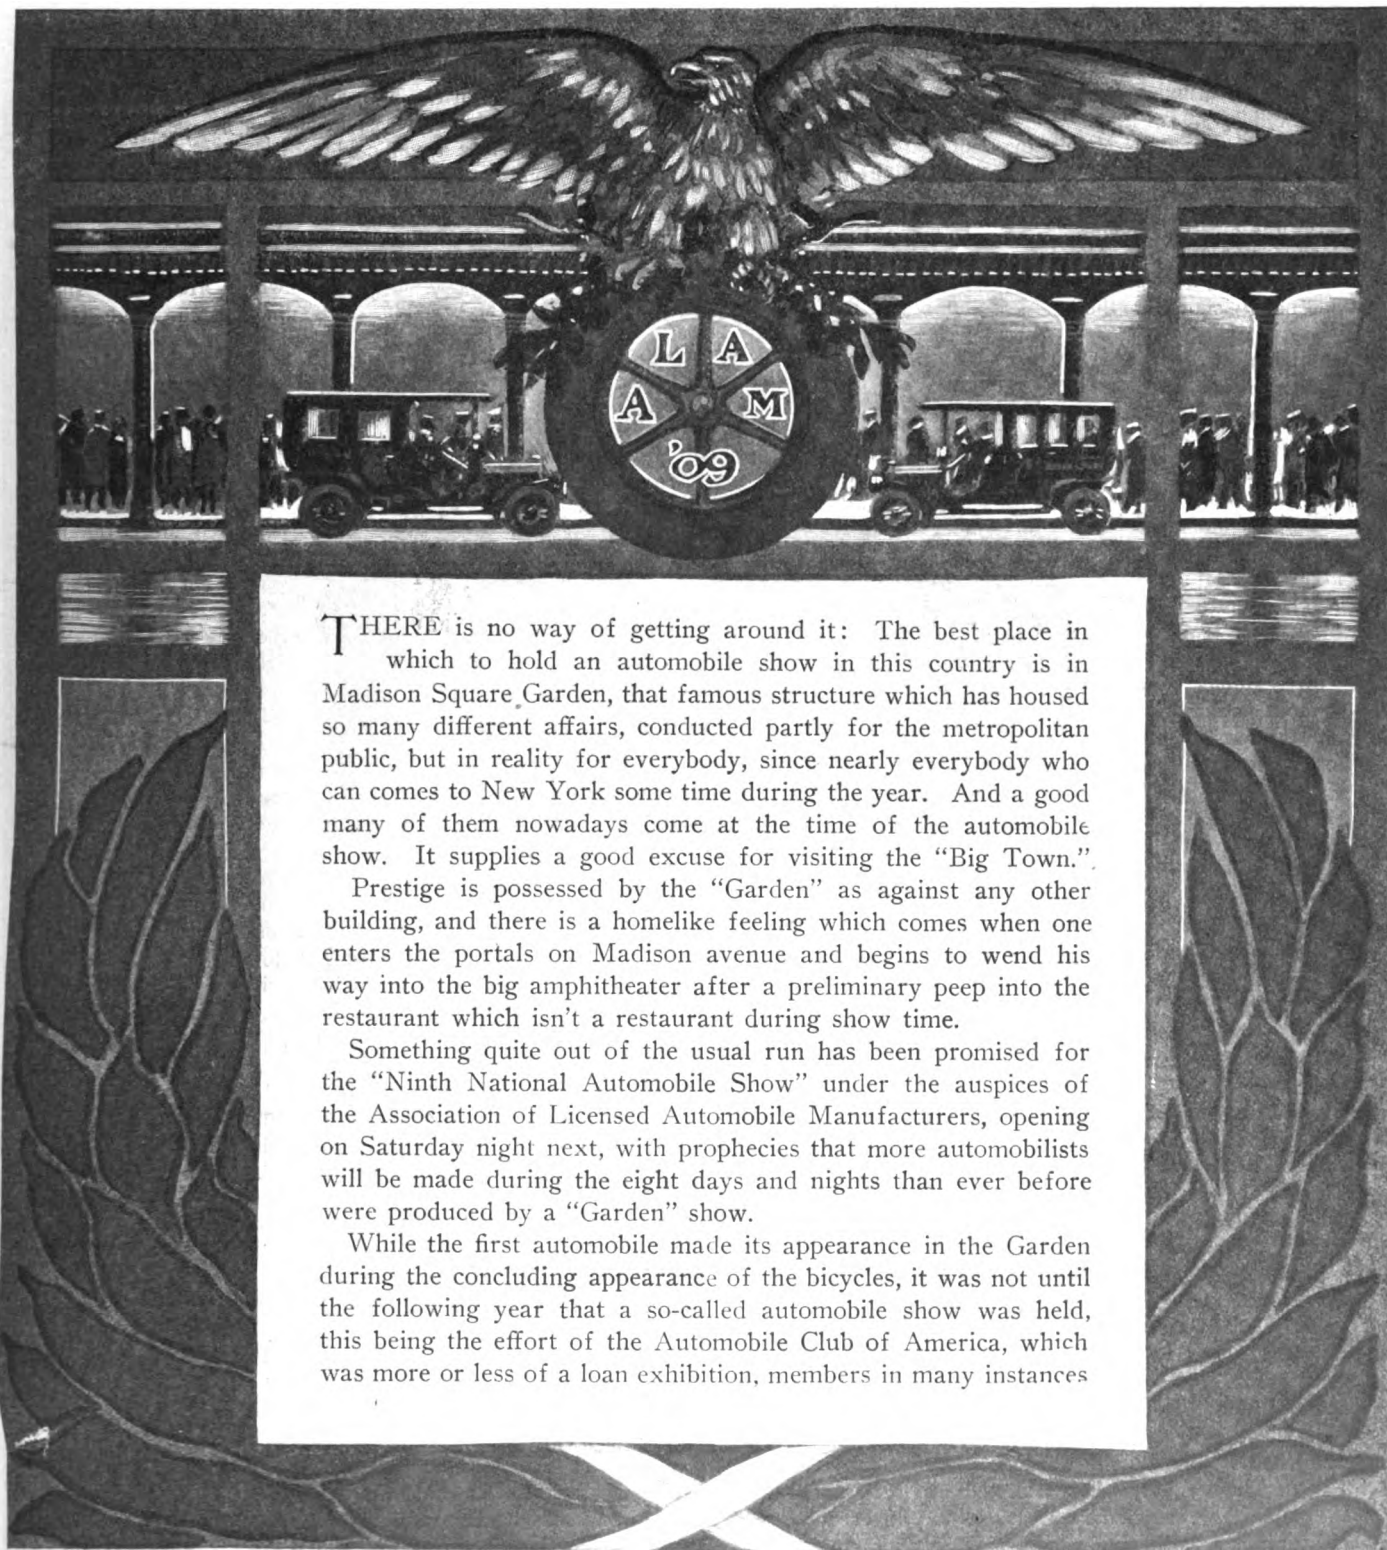 A L A M
'09
THERE is no way of getting around it: The best place in
which to hold an automobile show in this country is in
Madison Square Garden, that famous structure which has housed
so many different affairs, conducted partly for the metropolitan
public, but in reality for everybody, since nearly everybody who
can comes to New York some time during the year. And a good
many of them nowadays come at the time of the automobile
show. It supplies a good excuse for visiting the "Big Town."
Prestige is possessed by the "Garden" as against any other
building, and there is a homelike feeling which comes when one
enters the portals on Madison avenue and begins to wend his
way into the big amphitheater after a preliminary peep into the
restaurant which isn't a restaurant during show time.
Something quite out of the usual run has been promised for
the "Ninth National Automobile Show" under the auspices of
the Association of Licensed Automobile Manufacturers, opening
on Saturday night next, with prophecies that more automobilists
will be made during the eight days and nights than ever before
were produced by a "Garden" show.
While the first automobile made its appearance in the Garden
during the concluding appearance of the bicycles, it was not until
the following year that a so-called automobile show was held,
this being the effort of the Automobile Club of America, which
was more or less of a loan exhibition, members in many instances